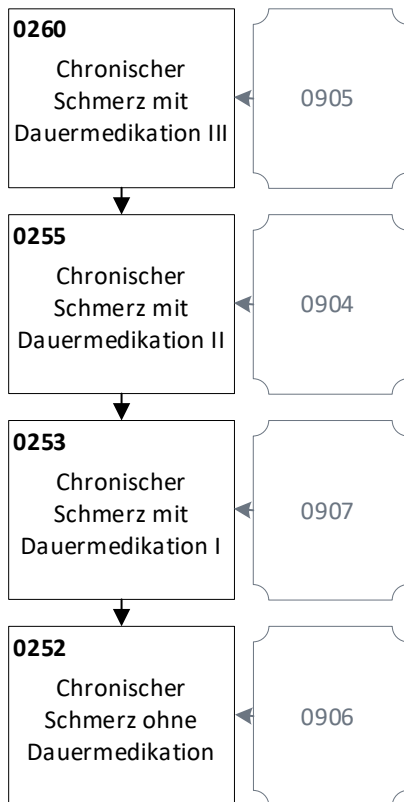 0260
Chronischer
Schmerz mit
Dauermedikation III
0905
0255
Chronischer
Schmerz mit
Dauermedikation II
0904
0253
Chronischer
Schmerz mit
Dauermedikation I
0907
0252
Chronischer
Schmerz ohne
Dauermedikation
0906